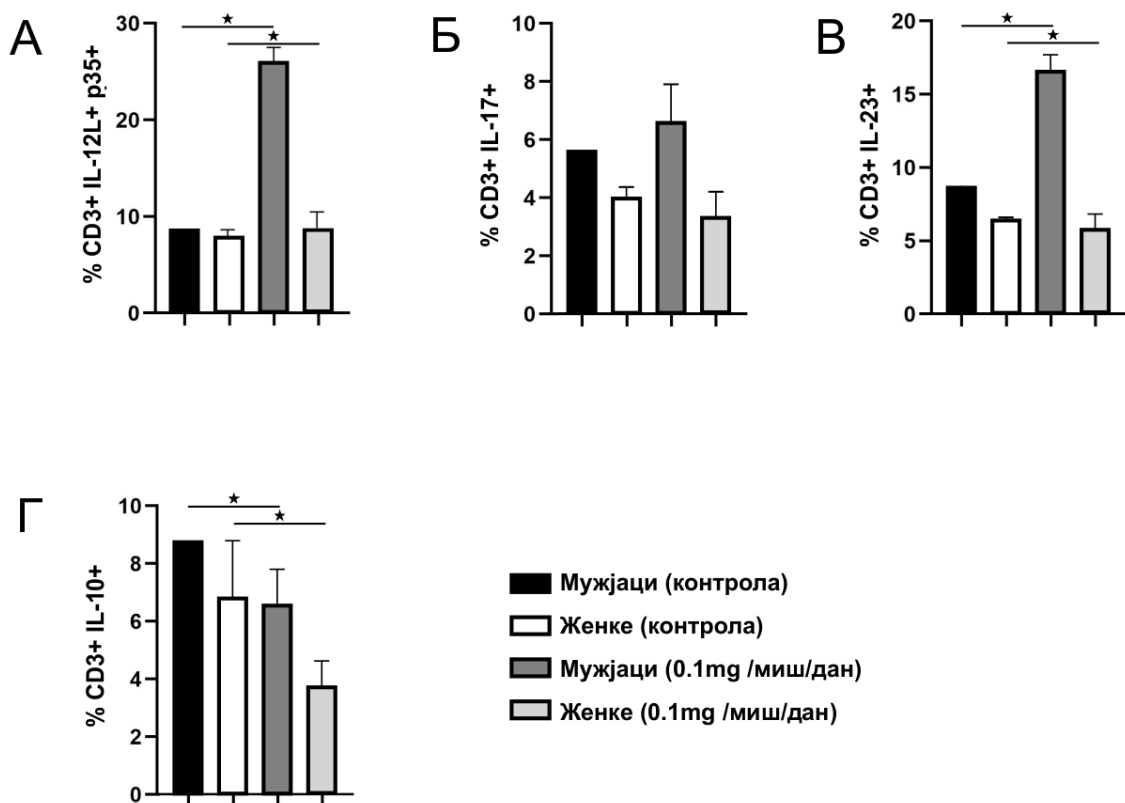 А
% CD3+ IL-12L+ p35+
30
20
10
0
Б
% CD3+ IL-17+
10
8
6
4
2
0
В
% CD3+ IL-23+
20
15
10
5
0
Г
% CD3+ IL-10+
10
8
6
4
2
0
Мужјаци (контрола)
Женке (контрола)
Мужјаци (0.1mg /миш/дан)
Женке (0.1mg /миш/дан)